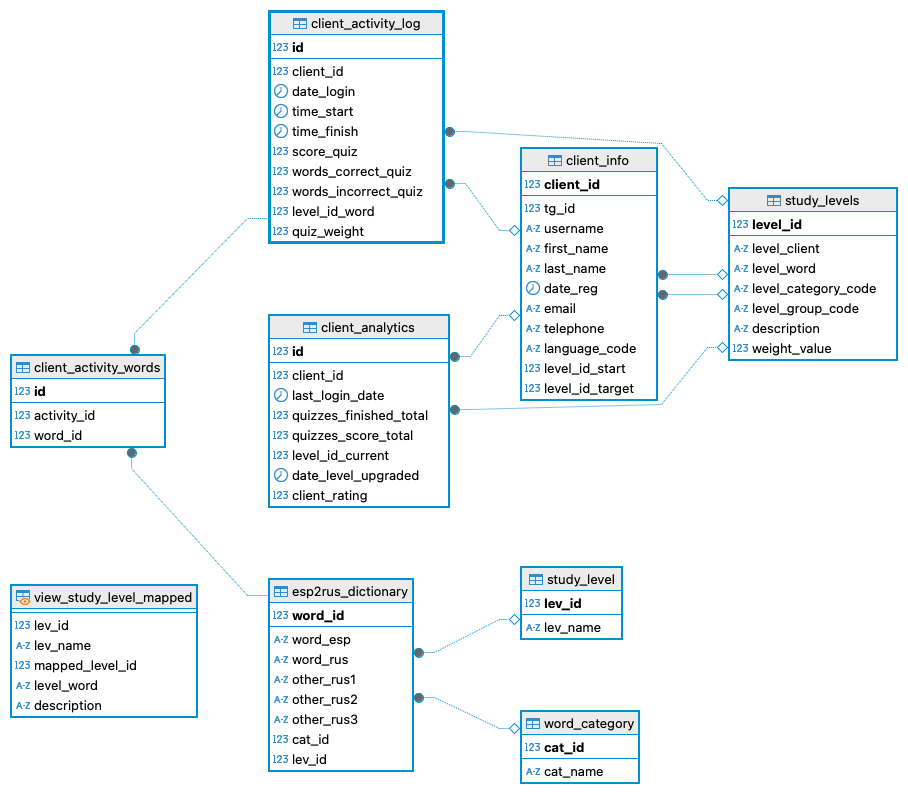 client_activity_log
123 id
123 client_id
date_login
time_start
time_finish
123 score_quiz
123 words_correct_quiz
123 words_incorrect_quiz
123 level_id_word
123 quiz_weight
client_info
123 client_id
123 tg_id
A-Z username
A-Z first_name
A-Z last_name
date_reg
A-Z email
A-Z telephone
A-Z language_code
123 level_id_start
123 level_id_target
study_levels
123 level_id
A-Z level_client
A-Z level_word
A-Z level_category_code
A-Z level_group_code
A-Z description
123 weight_value
client_analytics
123 id
123 client_id
last_login_date
123 quizzes_finished_total
123 quizzes_score_total
123 level_id_current
date_level_upgraded
123 client_rating
client_activity_words
123 id
123 activity_id
123 word_id
view_study_level_mapped
123 lev_id
A-Z lev_name
123 mapped_level_id
A-Z level_word
A-Z description
esp2rus_dictionary
123 word_id
A-Z word_esp
A-Z word_rus
A-Z other_rus1
A-Z other_rus2
A-Z other_rus3
123 cat_id
123 lev_id
study_level
123 lev_id
A-Z lev_name
word_category
123 cat_id
A-Z cat_name